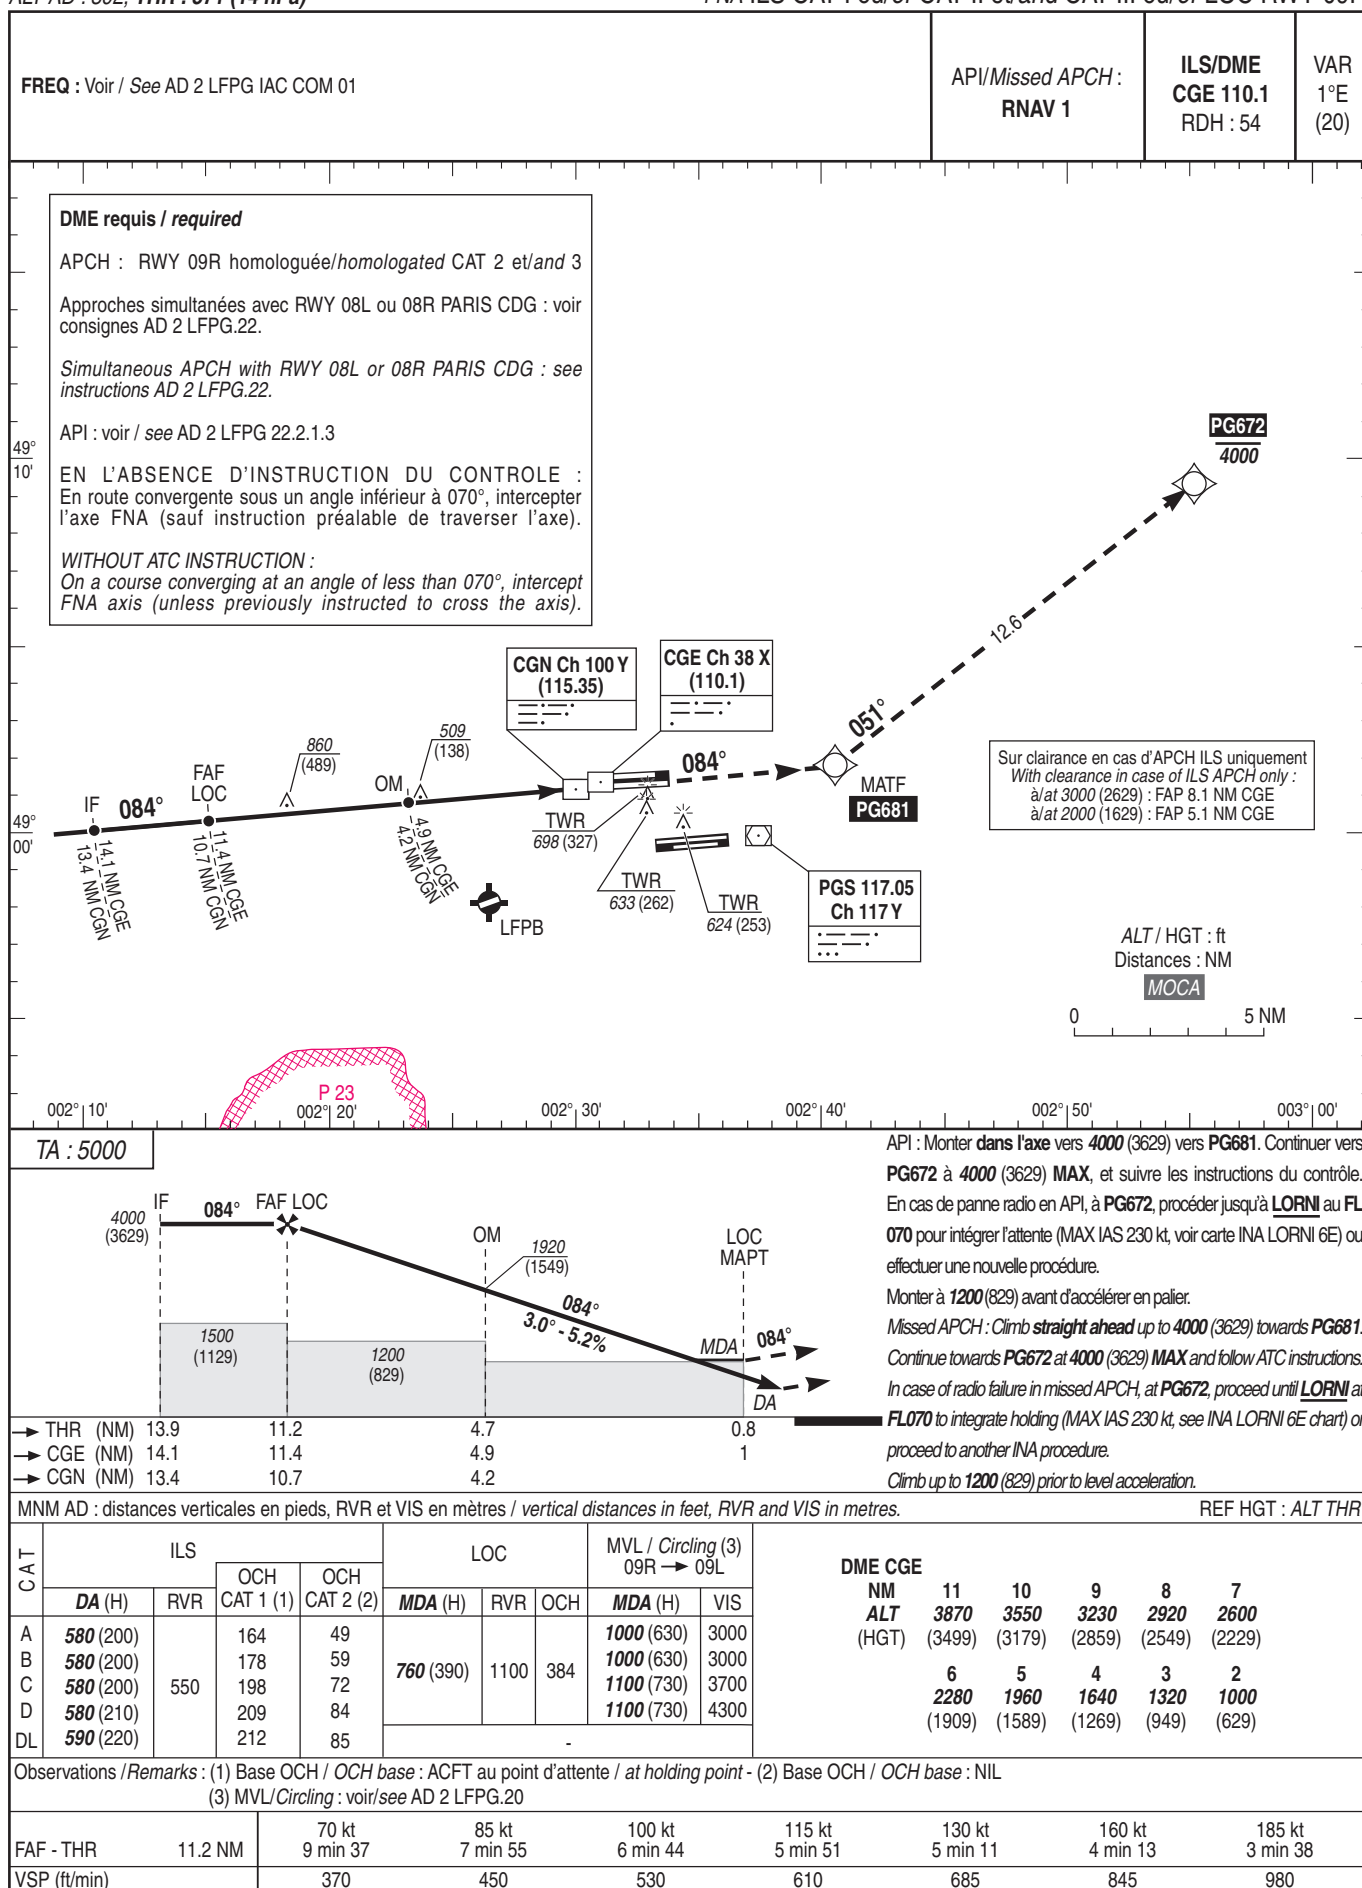 FREQ : Voir / See AD 2 LFPG IAC COM 01
API/Missed APCH :
RNAV 1
ILS/DME
CGE 110.1
RDH : 54
VAR
1°E
(20)
DME requis / required
APCH : RWY 09R homologuée/homologated CAT 2 et/and 3
Approches simultanées avec RWY 08L ou 08R PARIS CDG : voir
consignes AD 2 LFPG.22.
Simultaneous APCH with RWY 08L or 08R PARIS CDG : see
instructions AD 2 LFPG.22.
API : voir / see AD 2 LFPG 22.2.1.3
EN L'ABSENCE D'INSTRUCTION DU CONTROLE :
En route convergente sous un angle inférieur à 070°, intercepter
l'axe FNA (sauf instruction préalable de traverser l'axe).
WITHOUT ATC INSTRUCTION :
On a course converging at an angle of less than 070°, intercept
FNA axis (unless previously instructed to cross the axis).
49°
10'
PG672
4000
12.6
051°
CGN Ch 100 Y
(115.35)
CGE Ch 38 X
(110.1)
084°
MATF
PG681
Sur clairance en cas d'APCH ILS uniquement
With clearance in case of ILS APCH only :
à/at 3000 (2629) : FAP 8.1 NM CGE
à/at 2000 (1629) : FAP 5.1 NM CGE
860
(489)
509
(138)
OM
FAF
LOC
IF
084°
49°
00'
14.1 NM CGE
13.4 NM CGN
11.4 NM CGE
10.7 NM CGN
4.9 NM CGE
4.2 NM CGN
LFPB
TWR
698 (327)
TWR
633 (262)
TWR
624 (253)
PGS 117.05
Ch 117 Y
ALT / HGT : ft
Distances : NM
MOCA
0 5 NM
P 23
002° 10' 002° 20' 002° 30' 002° 40' 002° 50' 003° 00'
TA : 5000
4000
(3629)
IF
084°
FAF LOC
OM
1920
(1549)
LOC
MAPT
084°
3.0° - 5.2%
MDA
084°
DA
1500
(1129)
1200
(829)
THR (NM) 13.9 11.2 4.7 0.8
CGE (NM) 14.1 11.4 4.9 1
CGN (NM) 13.4 10.7 4.2
API : Monter dans l'axe vers 4000 (3629) vers PG681. Continuer vers
PG672 à 4000 (3629) MAX, et suivre les instructions du contrôle.
En cas de panne radio en API, à PG672, procéder jusqu'à LORNI au FL
070 pour intégrer l'attente (MAX IAS 230 kt, voir carte INA LORNI 6E) ou
effectuer une nouvelle procédure.
Monter à 1200 (829) avant d'accélérer en palier.
Missed APCH : Climb straight ahead up to 4000 (3629) towards PG681.
Continue towards PG672 at 4000 (3629) MAX and follow ATC instructions.
In case of radio failure in missed APCH, at PG672, proceed until LORNI at
FL070 to integrate holding (MAX IAS 230 kt, see INA LORNI 6E chart) or
proceed to another INA procedure.
Climb up to 1200 (829) prior to level acceleration.
MNM AD : distances verticales en pieds, RVR et VIS en mètres / vertical distances in feet, RVR and VIS in metres. REF HGT : ALT THR
CAT
ILS
LOC
MVL / Circling (3)
09R → 09L
DA (H) RVR OCH CAT 1 (1) OCH CAT 2 (2) MDA (H) RVR OCH MDA (H) VIS
A 580 (200) 164 49 1000 (630) 3000
B 580 (200) 178 59 1000 (630) 3000
760 (390) 1100 384
C 580 (200) 550 198 72 1100 (730) 3700
D 580 (210) 209 84 1100 (730) 4300
DL 590 (220) 212 85 -
DME CGE
NM 11 10 9 8 7
ALT 3870 3550 3230 2920 2600
(HGT) (3499) (3179) (2859) (2549) (2229)
6 5 4 3 2
2280 1960 1640 1320 1000
(1909) (1589) (1269) (949) (629)
Observations / Remarks : (1) Base OCH / OCH base : ACFT au point d'attente / at holding point - (2) Base OCH / OCH base : NIL
(3) MVL/Circling : voir/see AD 2 LFPG.20
70 kt 85 kt 100 kt 115 kt 130 kt 160 kt 185 kt
FAF - THR 11.2 NM 9 min 37 7 min 55 6 min 44 5 min 51 5 min 11 4 min 13 3 min 38
VSP (ft/min) 370 450 530 610 685 845 980